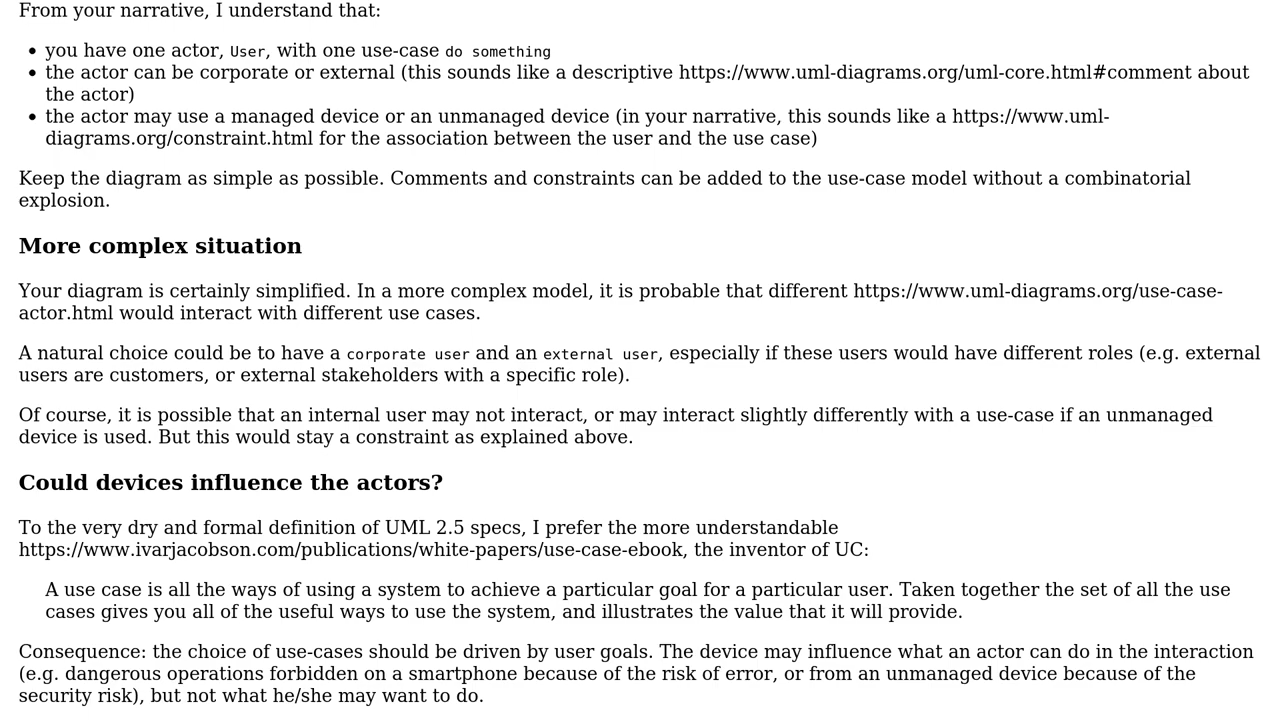 From your narrative, I understand that:
• you have one actor, User, with one use-case do something
• the actor can be corporate or external (this sounds like a descriptive https://www.uml-diagrams.org/uml-core.html#comment about
the actor)
• the actor may use a managed device or an unmanaged device (in your narrative, this sounds like a https://www.uml-
diagrams.org/constraint.html for the association between the user and the use case)
Keep the diagram as simple as possible. Comments and constraints can be added to the use-case model without a combinatorial
explosion.
More complex situation
Your diagram is certainly simplified. In a more complex model, it is probable that different https://www.uml-diagrams.org/use-case-
actor.html would interact with different use cases.
A natural choice could be to have a corporate user and an external user, especially if these users would have different roles (e.g. external
users are customers, or external stakeholders with a specific role).
Of course, it is possible that an internal user may not interact, or may interact slightly differently with a use-case if an unmanaged
device is used. But this would stay a constraint as explained above.
Could devices influence the actors?
To the very dry and formal definition of UML 2.5 specs, I prefer the more understandable
https://www.ivarjacobson.com/publications/white-papers/use-case-ebook, the inventor of UC:
A use case is all the ways of using a system to achieve a particular goal for a particular user. Taken together the set of all the use
cases gives you all of the useful ways to use the system, and illustrates the value that it will provide.
Consequence: the choice of use-cases should be driven by user goals. The device may influence what an actor can do in the interaction
(e.g. dangerous operations forbidden on a smartphone because of the risk of error, or from an unmanaged device because of the
security risk), but not what he/she may want to do.